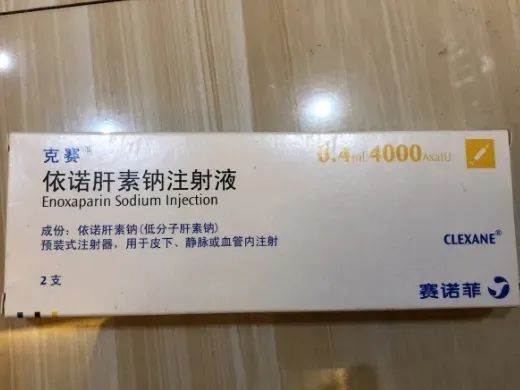 克赛®
0.4mL 4000AxaIU
依诺肝素钠注射液
Enoxaparin Sodium Injection
成份：依诺肝素钠(低分子肝素钠)
预装式注射器，用于皮下、静脉或血管内注射
CLEXANE®
2 支
赛诺菲